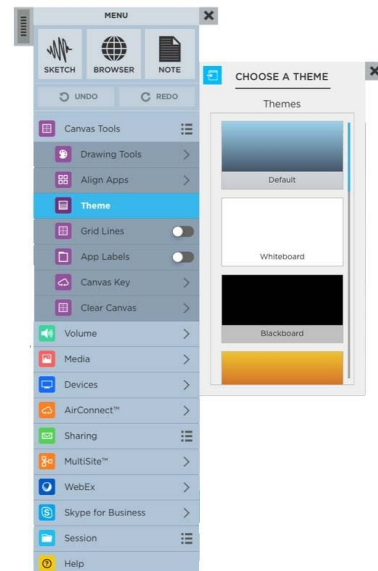 MENU
SKETCH
BROWSER
NOTE
UNDO
REDO
Canvas Tools
Drawing Tools
Align Apps
Theme
Grid Lines
App Labels
Canvas Key
Clear Canvas
Volume
Media
Devices
AirConnect™
Sharing
MultiSite™
WebEx
Skype for Business
Session
Help
CHOOSE A THEME
Themes
Default
Whiteboard
Blackboard